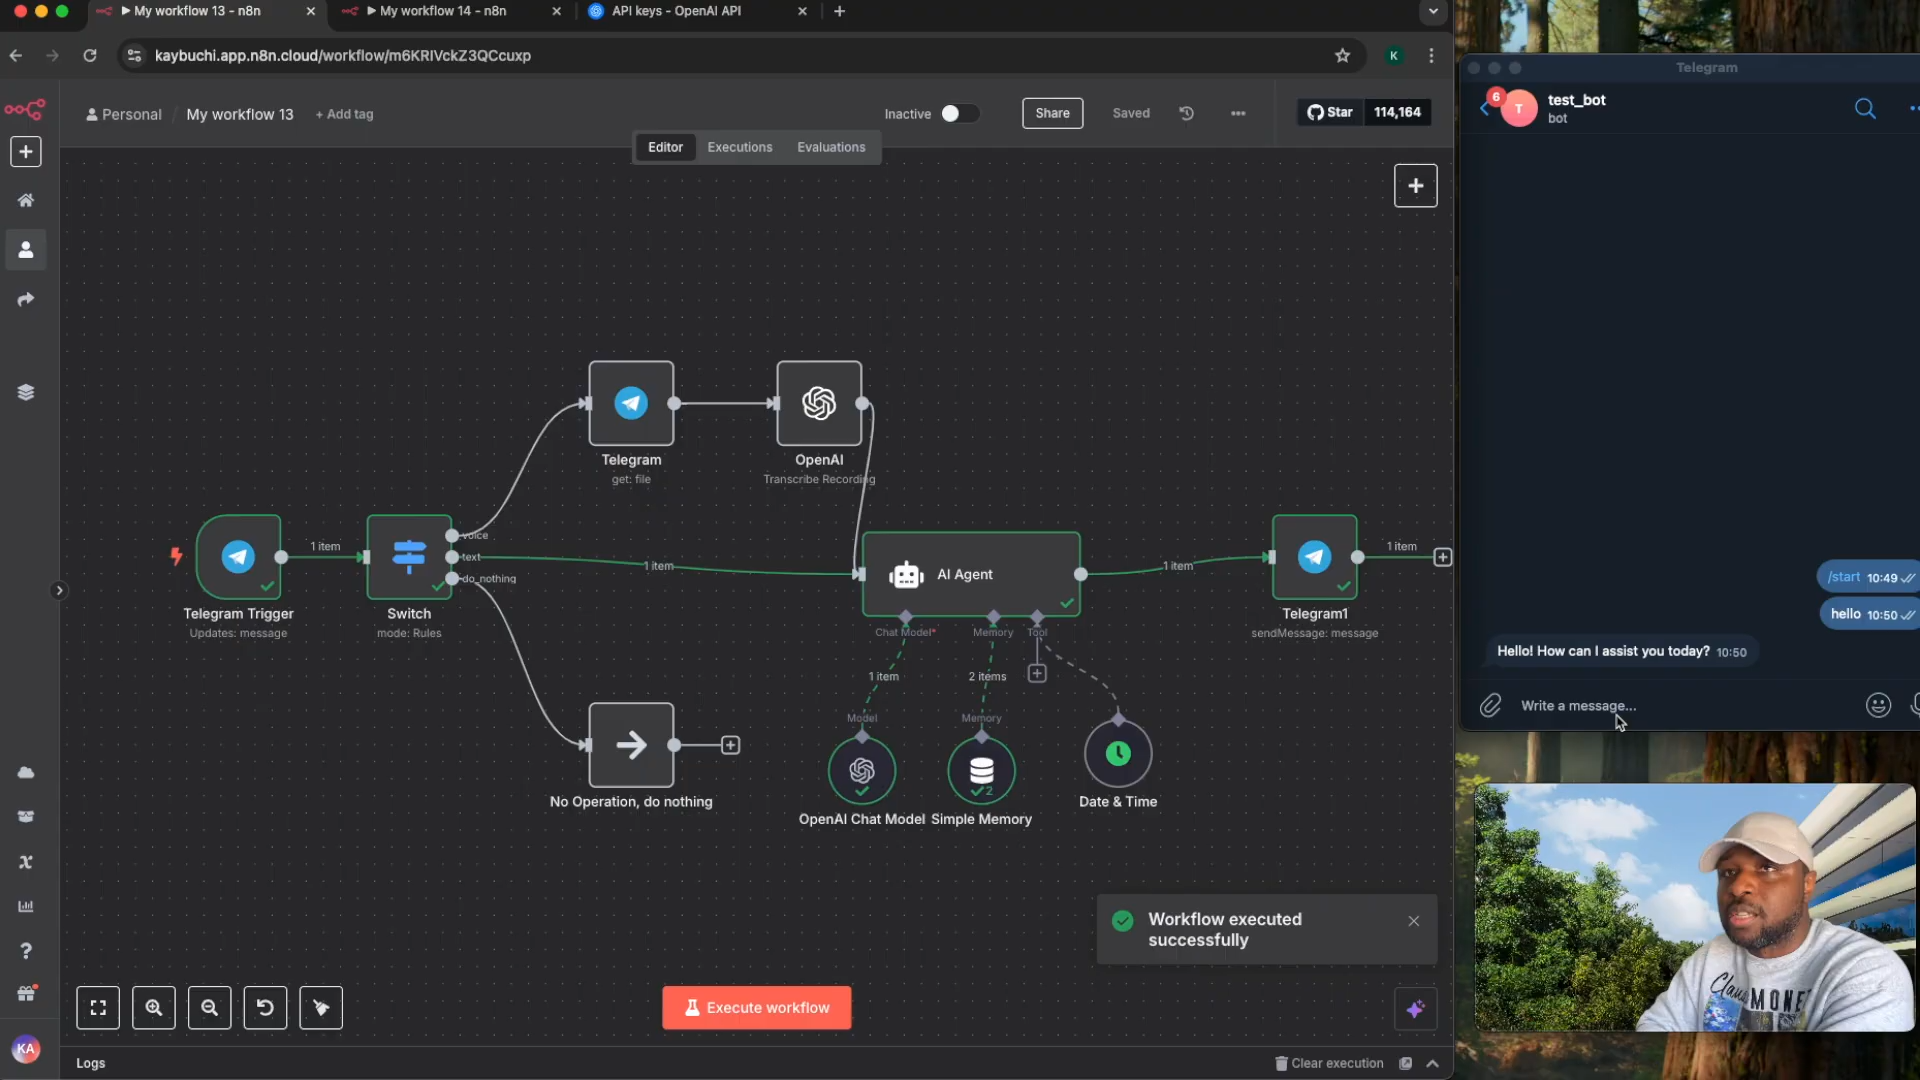 My workflow 13 - n8n
My workflow 14 - n8n
API keys - OpenAI API
kaybuchi.app.n8n.cloud/workflow/m6KRIVckZ3QCcuxp
K
Personal / My workflow 13 + Add tag
Inactive
Share
Saved
Star 114,164
Editor
Executions
Evaluations
Telegram
get: file
OpenAI
Transcribe Recording
1 item
voice
text
do_nothing
1 item
AI Agent
1 item
1 item
Telegram Trigger
Updates: message
Switch
mode: Rules
Chat Model*
Memory
Tool
Telegram1
sendMessage: message
1 item
2 items
Model
Memory
2
No Operation, do nothing
OpenAI Chat Model
Simple Memory
Date & Time
Workflow executed
successfully
Execute workflow
KA
Logs
Clear execution
Telegram
6
T
test_bot
bot
/start 10:49
hello 10:50
Hello! How can I assist you today? 10:50
Write a message...
MONE